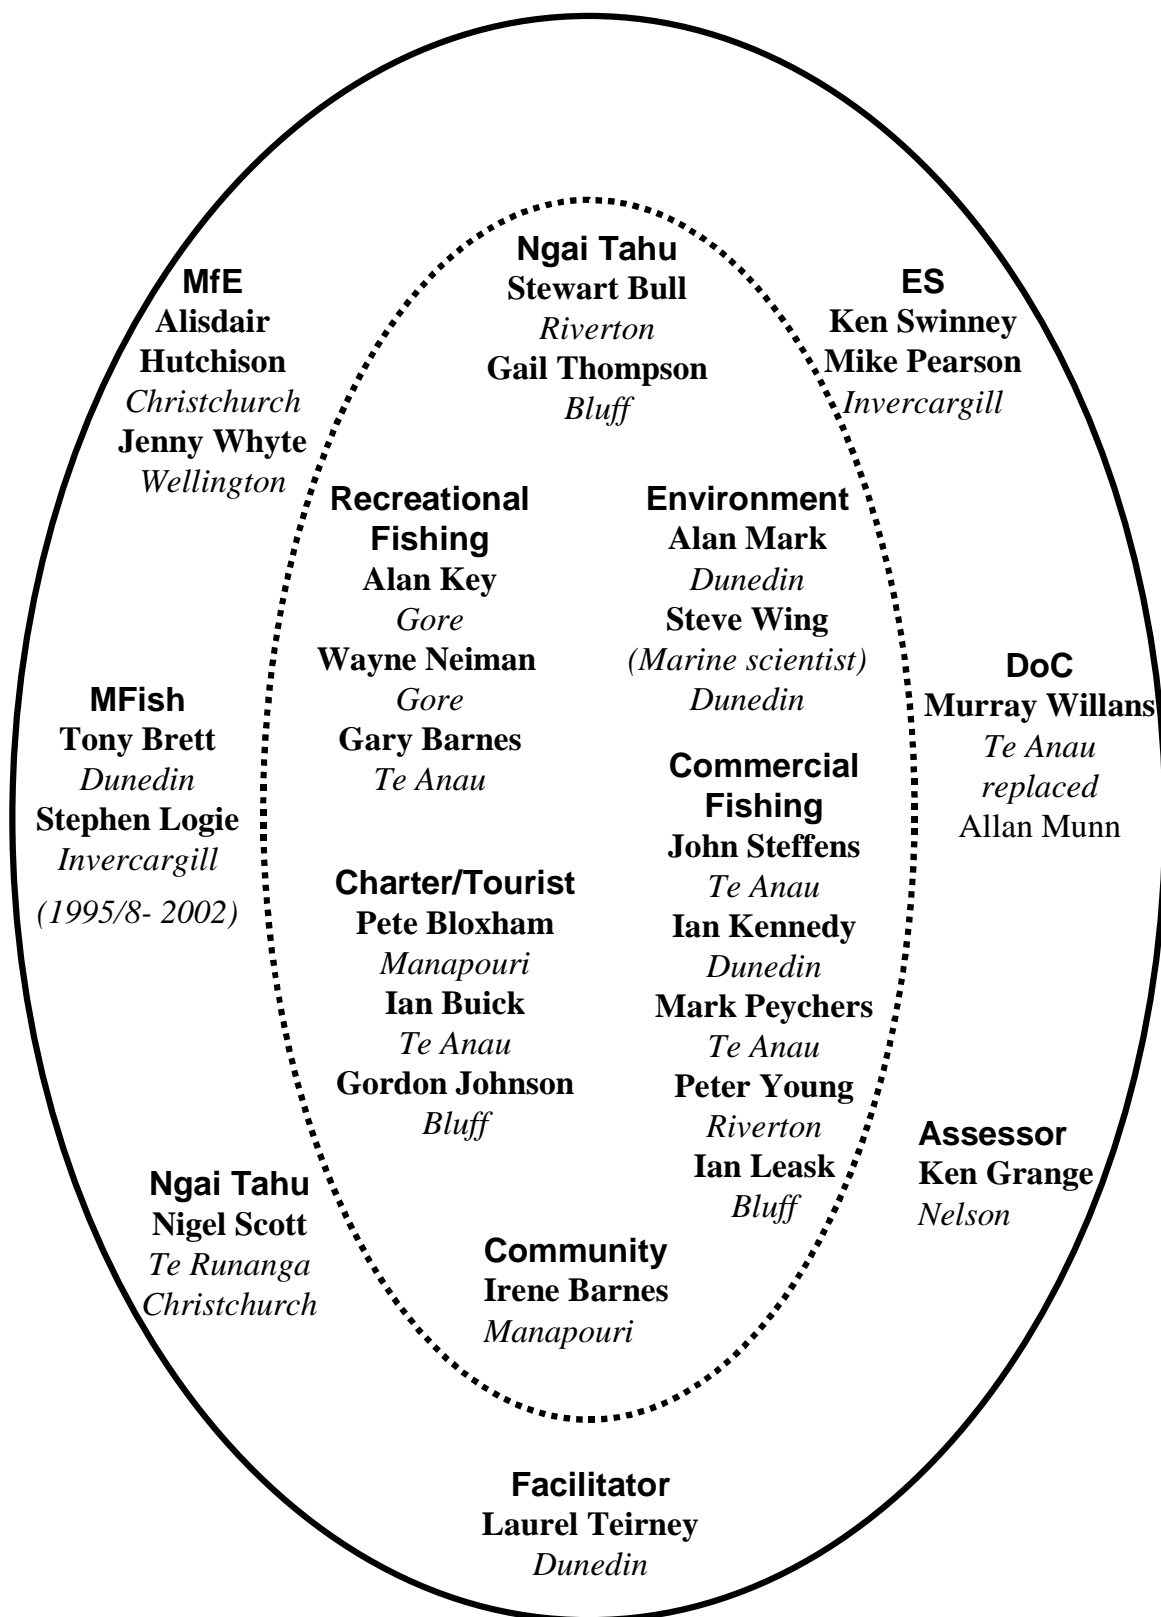 Ngai Tahu
Stewart Bull
Riverton
Gail Thompson
Bluff
MfE
Alisdair
Hutchison
Christchurch
Jenny Whyte
Wellington
ES
Ken Swinney
Mike Pearson
Invercargill
Recreational
Fishing
Alan Key
Gore
Wayne Neiman
Gore
Gary Barnes
Te Anau
Environment
Alan Mark
Dunedin
Steve Wing
(Marine scientist)
Dunedin
MFish
Tony Brett
Dunedin
Stephen Logie
Invercargill
(1995/8- 2002)
DoC
Murray Willans
Te Anau
replaced
Allan Munn
Commercial
Fishing
John Steffens
Te Anau
Ian Kennedy
Dunedin
Mark Peychers
Te Anau
Peter Young
Riverton
Ian Leask
Bluff
Charter/Tourist
Pete Bloxham
Manapouri
Ian Buick
Te Anau
Gordon Johnson
Bluff
Assessor
Ken Grange
Nelson
Ngai Tahu
Nigel Scott
Te Runanga
Christchurch
Community
Irene Barnes
Manapouri
Facilitator
Laurel Teirney
Dunedin